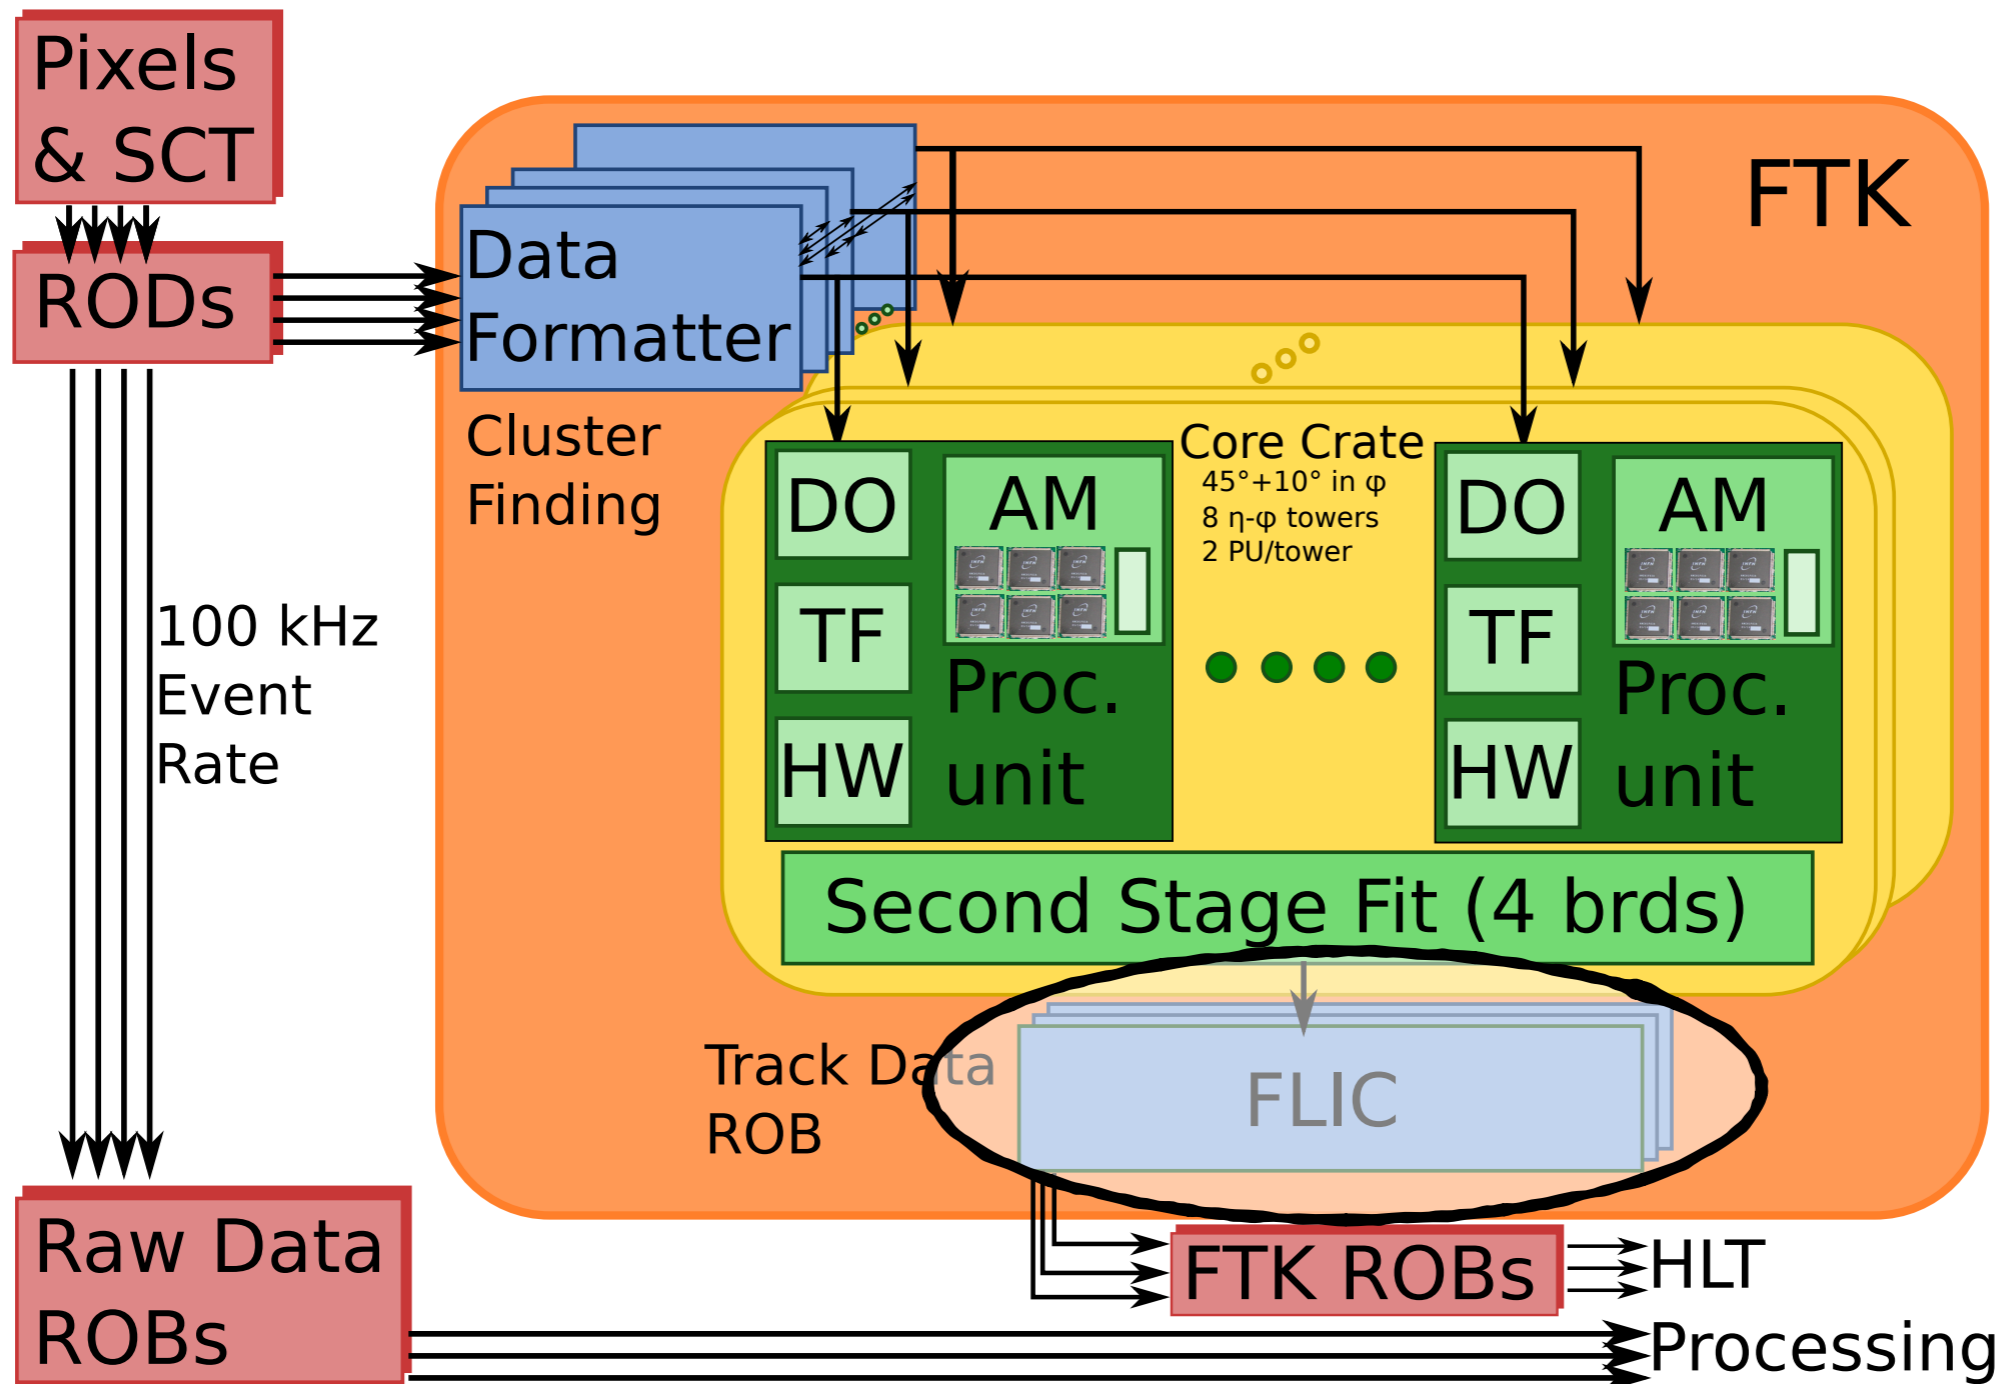 Pixels
& SCT
RODs
100 kHz
Event
Rate
Raw Data
ROBs
FTK
Data
Formatter
Cluster
Finding
Core Crate
45°+10° in φ
8 η-φ towers
2 PU/tower
DO
TF
HW
AM
Proc.
unit
DO
TF
HW
AM
Proc.
unit
Second Stage Fit (4 brds)
Track Data
ROB
FLIC
FTK ROBs
HLT
Processing